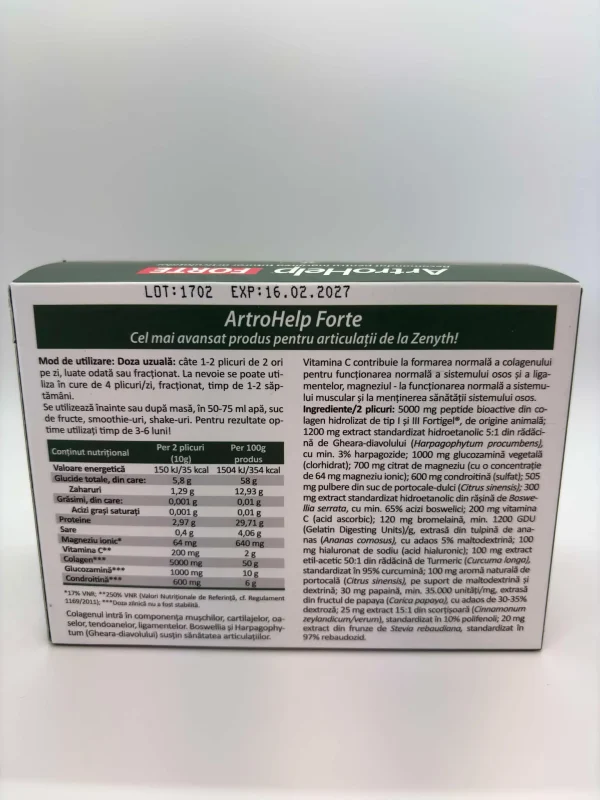 ArtroHelp FORTE
LOT:1702 EXP:16.02.2027
ArtroHelp Forte
Cel mai avansat produs pentru articulații de la Zenyth!
Mod de utilizare: Doza uzuală: câte 1-2 plicuri de 2 ori
pe zi, luate odată sau fracționat. La nevoie se poate uti-
liza în cure de 4 plicuri/zi, fracționat, timp de 1-2 săp-
tămâni.
Se utilizează înainte sau după masă, în 50-75 ml apă, suc
de fructe, smoothie-uri, shake-uri. Pentru rezultate op-
time utilizați timp de 3-6 luni!
Conținut nutrițional Per 2 plicuri (10g) Per 100g produs
Valoare energetică 150 kJ/35 kcal 1504 kJ/354 kcal
Glucide totale, din care: 5,8 g 58 g
Zaharuri 1,29 g 12,93 g
Grăsimi, din care: 0,001 g 0,01 g
Acizi grași saturați 0,001 g 0,01 g
Proteine 2,97 g 29,71 g
Sare 0,4 g 4,06 g
Magneziu ionic* 64 mg 640 mg
Vitamina C** 200 mg 2 g
Colagen*** 5000 mg 50 g
Glucozamină*** 1000 mg 10 g
Condroitină*** 600 mg 6 g
*17% VNR; **250% VNR (Valori Nutriționale de Referință, cf. Regulament
1169/2011); ***Doza zilnică nu a fost stabilită.
Colagenul intră în componența mușchilor, cartilajelor, oa-
selor, tendoanelor, ligamentelor. Boswellia si Harpagophy-
tum (Gheara-diavolului) susțin sănătatea articulațiilor.
Vitamina C contribuie la formarea normală a colagenului
pentru funcționarea normală a sistemului osos și a liga-
mentelor, magneziul - la funcționarea normală a sistemu-
lui muscular și la menținerea sănătății sistemului osos.
Ingrediente/2 plicuri: 5000 mg peptide bioactive din co-
lagen hidrolizat de tip I și III Fortigel®, de origine animală;
1200 mg extract standardizat hidroetanolic 5:1 din rădăci-
nă de Gheara-diavolului (Harpagophytum procumbens),
cu min. 3% harpagozide; 1000 mg glucozamină vegetală
(clorhidrat); 700 mg citrat de magneziu (cu o concentrație
de 64 mg magneziu ionic); 600 mg condroitină (sulfat); 505
mg pulbere din suc de portocale-dulci (Citrus sinensis); 300
mg extract standardizat hidroetanolic din rășină de Boswe-
llia serrata, cu min. 65% acizi boswelici; 200 mg vitamina
C (acid ascorbic); 120 mg bromelaină, min. 1200 GDU
(Gelatin Digesting Units)/g, extrasă din tulpină de ana-
nas (Ananas comosus), cu adaos 5% maltodextrină; 100
mg hialuronat de sodiu (acid hialuronic); 100 mg extract
etil-acetic 50:1 din rădăcină de Turmeric (Curcuma longa),
standardizat în 95% curcumină; 100 mg aromă naturală de
portocală (Citrus sinensis), pe suport de maltodextrină și
dextrină; 30 mg papaină, min. 35.000 unități/mg, extrasă
din fructul de papaya (Carica papaya), cu adaos de 30-35%
dextroză; 25 mg extract 15:1 din scorțișoară (Cinnamomum
zeylandicum/verum), standardizat în 10% polifenoli; 20 mg
extract din frunze de Stevia rebaudiana, standardizat în
97% rebaudozid.